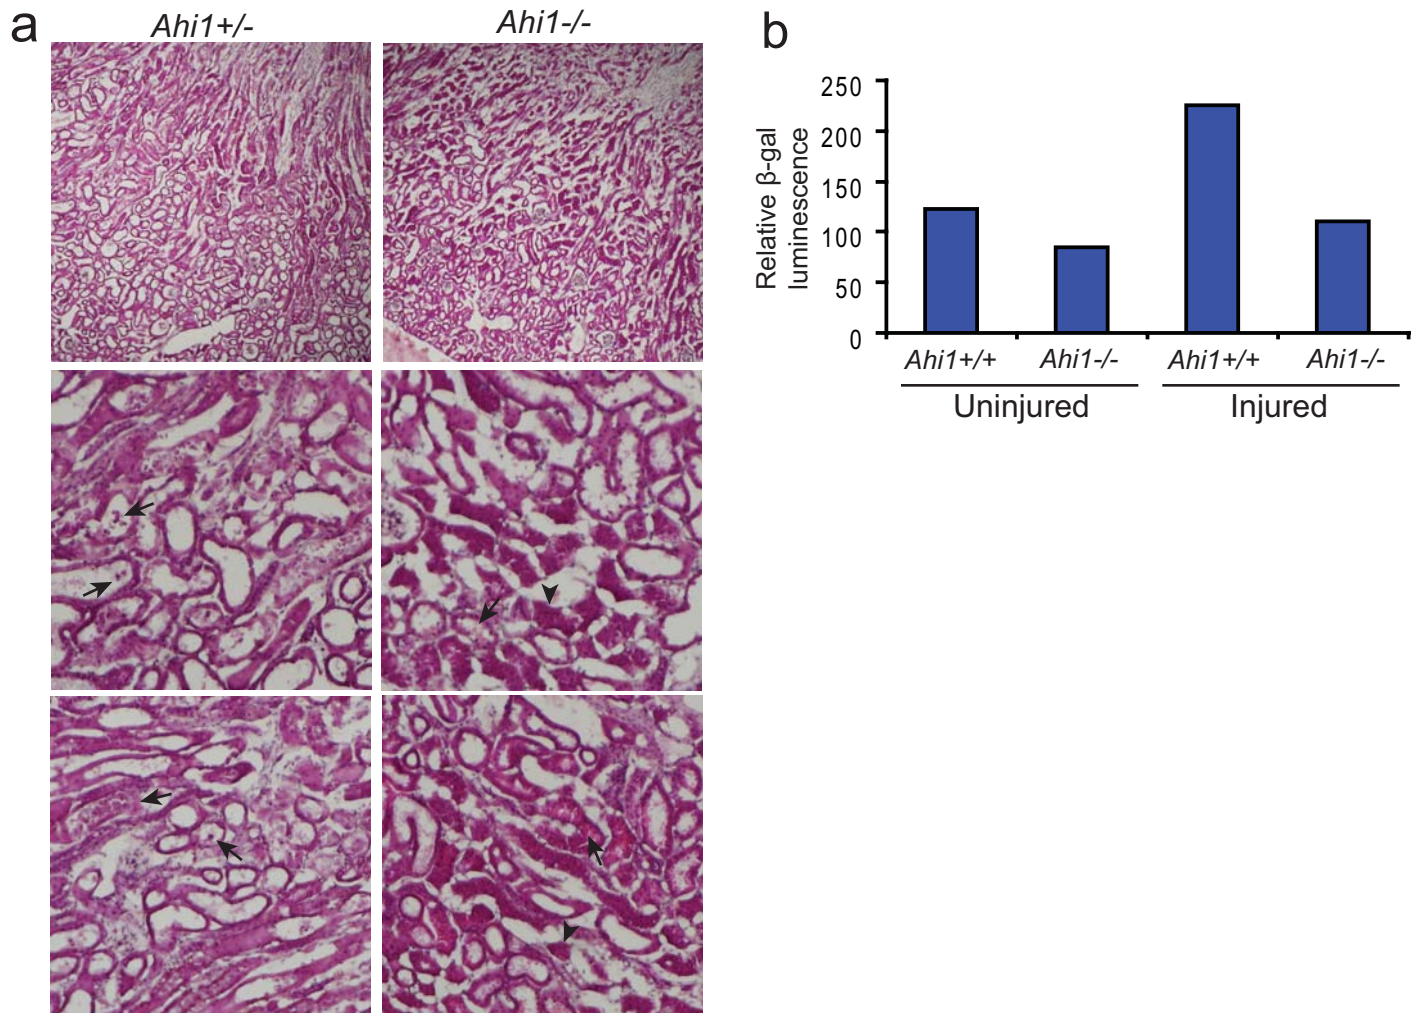 a
Ahi1+/-
Ahi1-/-
b
Relative β-gal
luminescence
250
200
150
100
50
0
Ahi1+/+
Ahi1-/-
Ahi1+/+
Ahi1-/-
Uninjured
Injured